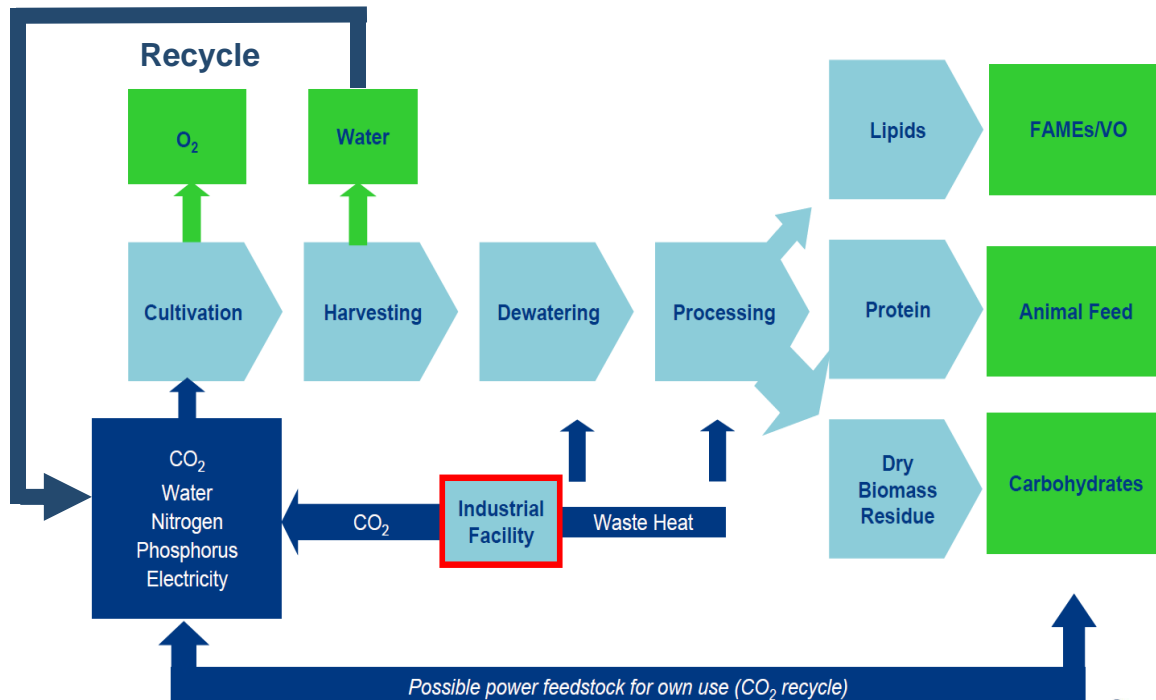 Recycle
O₂
Water
Lipids
FAMEs/VO
Cultivation
Harvesting
Dewatering
Processing
Protein
Animal Feed
CO₂
Water
Nitrogen
Phosphorus
Electricity
CO₂
Industrial
Facility
Waste Heat
Dry
Biomass
Residue
Carbohydrates
Possible power feedstock for own use (CO₂ recycle)